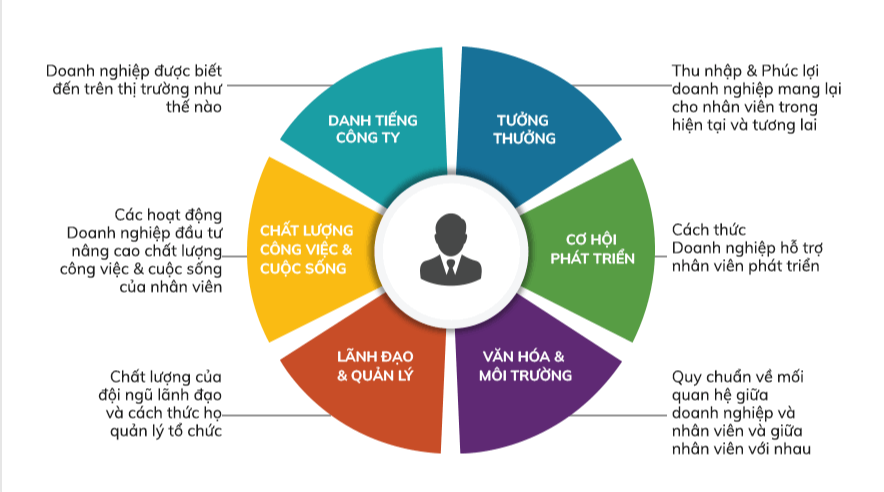 Doanh nghiệp được biết
đến trên thị trường như
thế nào
DANH TIẾNG
CÔNG TY
TƯỞNG
THƯỞNG
Thu nhập & Phúc lợi
doanh nghiệp mang lại
cho nhân viên trong
hiện tại và tương lai
Các hoạt động
Doanh nghiệp đầu tư
nâng cao chất lượng
công việc & cuộc sống
của nhân viên
CHẤT LƯỢNG
CÔNG VIỆC &
CUỘC SỐNG
CƠ HỘI
PHÁT TRIỂN
Cách thức
Doanh nghiệp hỗ trợ
nhân viên phát triển
Chất lượng của
đội ngũ lãnh đạo
và cách thức họ
quản lý tổ chức
LÃNH ĐẠO
& QUẢN LÝ
VĂN HÓA &
MÔI TRƯỜNG
Quy chuẩn về mối
quan hệ giữa
doanh nghiệp và
nhân viên và giữa
nhân viên với nhau